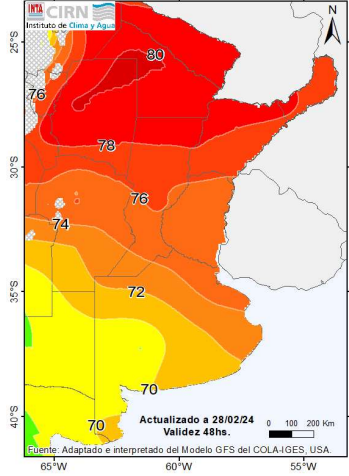 INTA CIRN
Instituto de Clima y Agua
N
25°S
80
76
78
30°S
76
74
35°S
72
70
40°S
70
Actualizado a 28/02/24
Validez 48hs.
0 100 200 Km
Fuente: Adaptado e interpretado del Modelo GFS del COLA-IGES, USA.
65°W 60°W 55°W